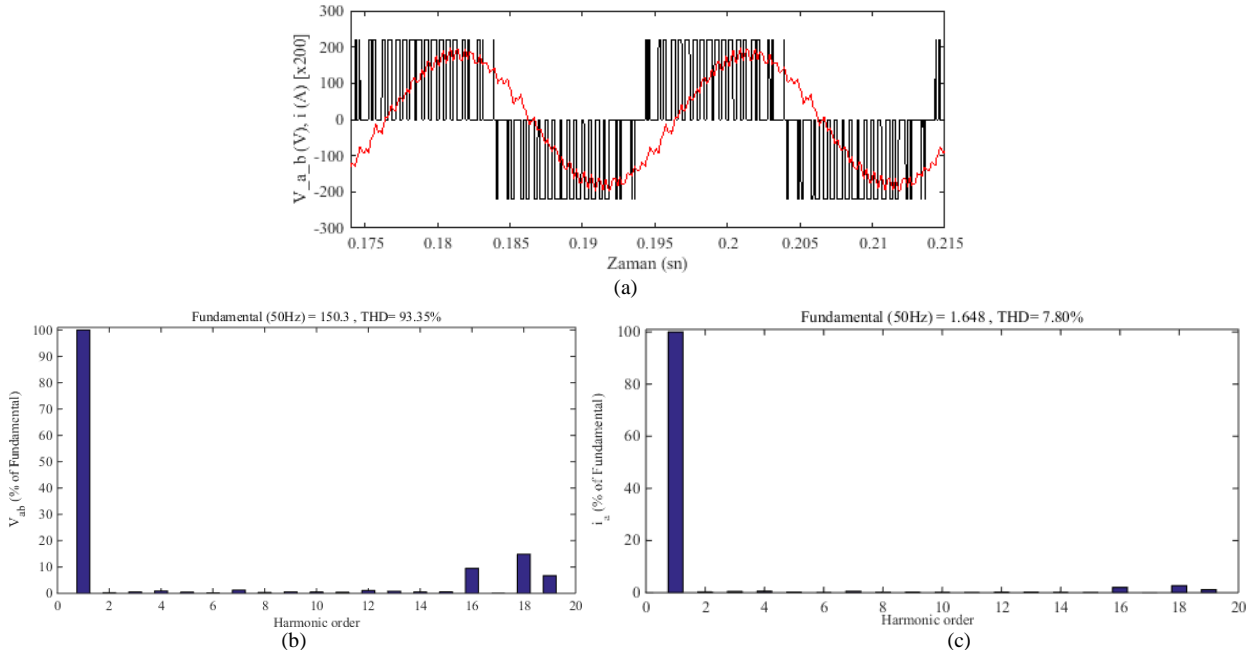 300
200
100
0
-100
-200
-300
V_a_b (V), i (A) [x200]
0.175 0.18 0.185 0.19 0.195 0.2 0.205 0.21 0.215
Zaman (sn)
(a)
Fundamental (50Hz) = 150.3 , THD= 93.35%
100
90
80
70
60
50
40
30
20
10
0
V_ab (% of Fundamental)
0 2 4 6 8 10 12 14 16 18 20
Harmonic order
(b)
Fundamental (50Hz) = 1.648 , THD= 7.80%
100
80
60
40
20
0
i_a (% of Fundamental)
0 2 4 6 8 10 12 14 16 18 20
Harmonic order
(c)